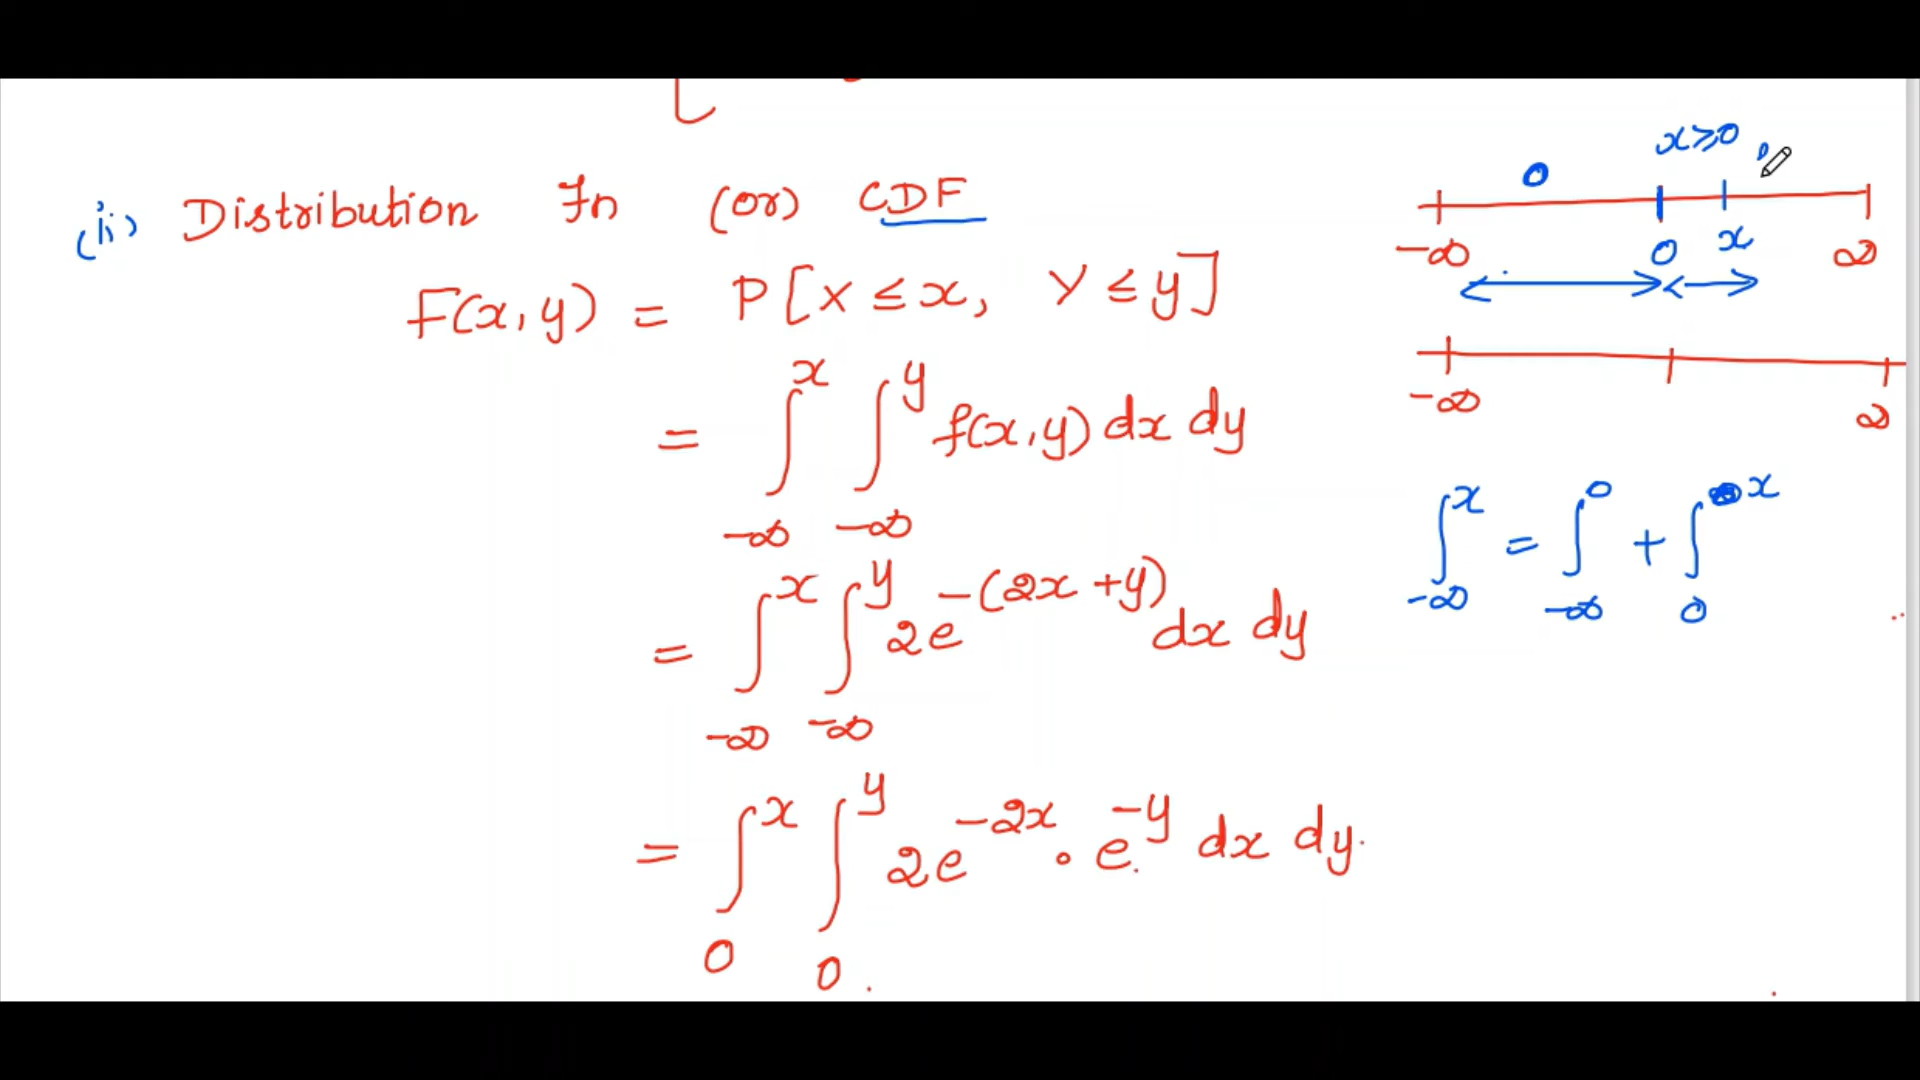 (ii) Distribution Fn (or) CDF
F(x,y) = P[X ≤ x, Y ≤ y]
= ∫_{-∞}^{x} ∫_{-∞}^{y} f(x,y) dx dy
= ∫_{-∞}^{x} ∫_{-∞}^{y} 2e^{-(2x+y)} dx dy
= ∫_{0}^{x} ∫_{0}^{y} 2e^{-2x} · e^{-y} dx dy.
0 x≥0
-∞ 0 x ∞
-∞ ∞
∫_{-∞}^{x} = ∫_{-∞}^{0} + ∫_{0}^{x}